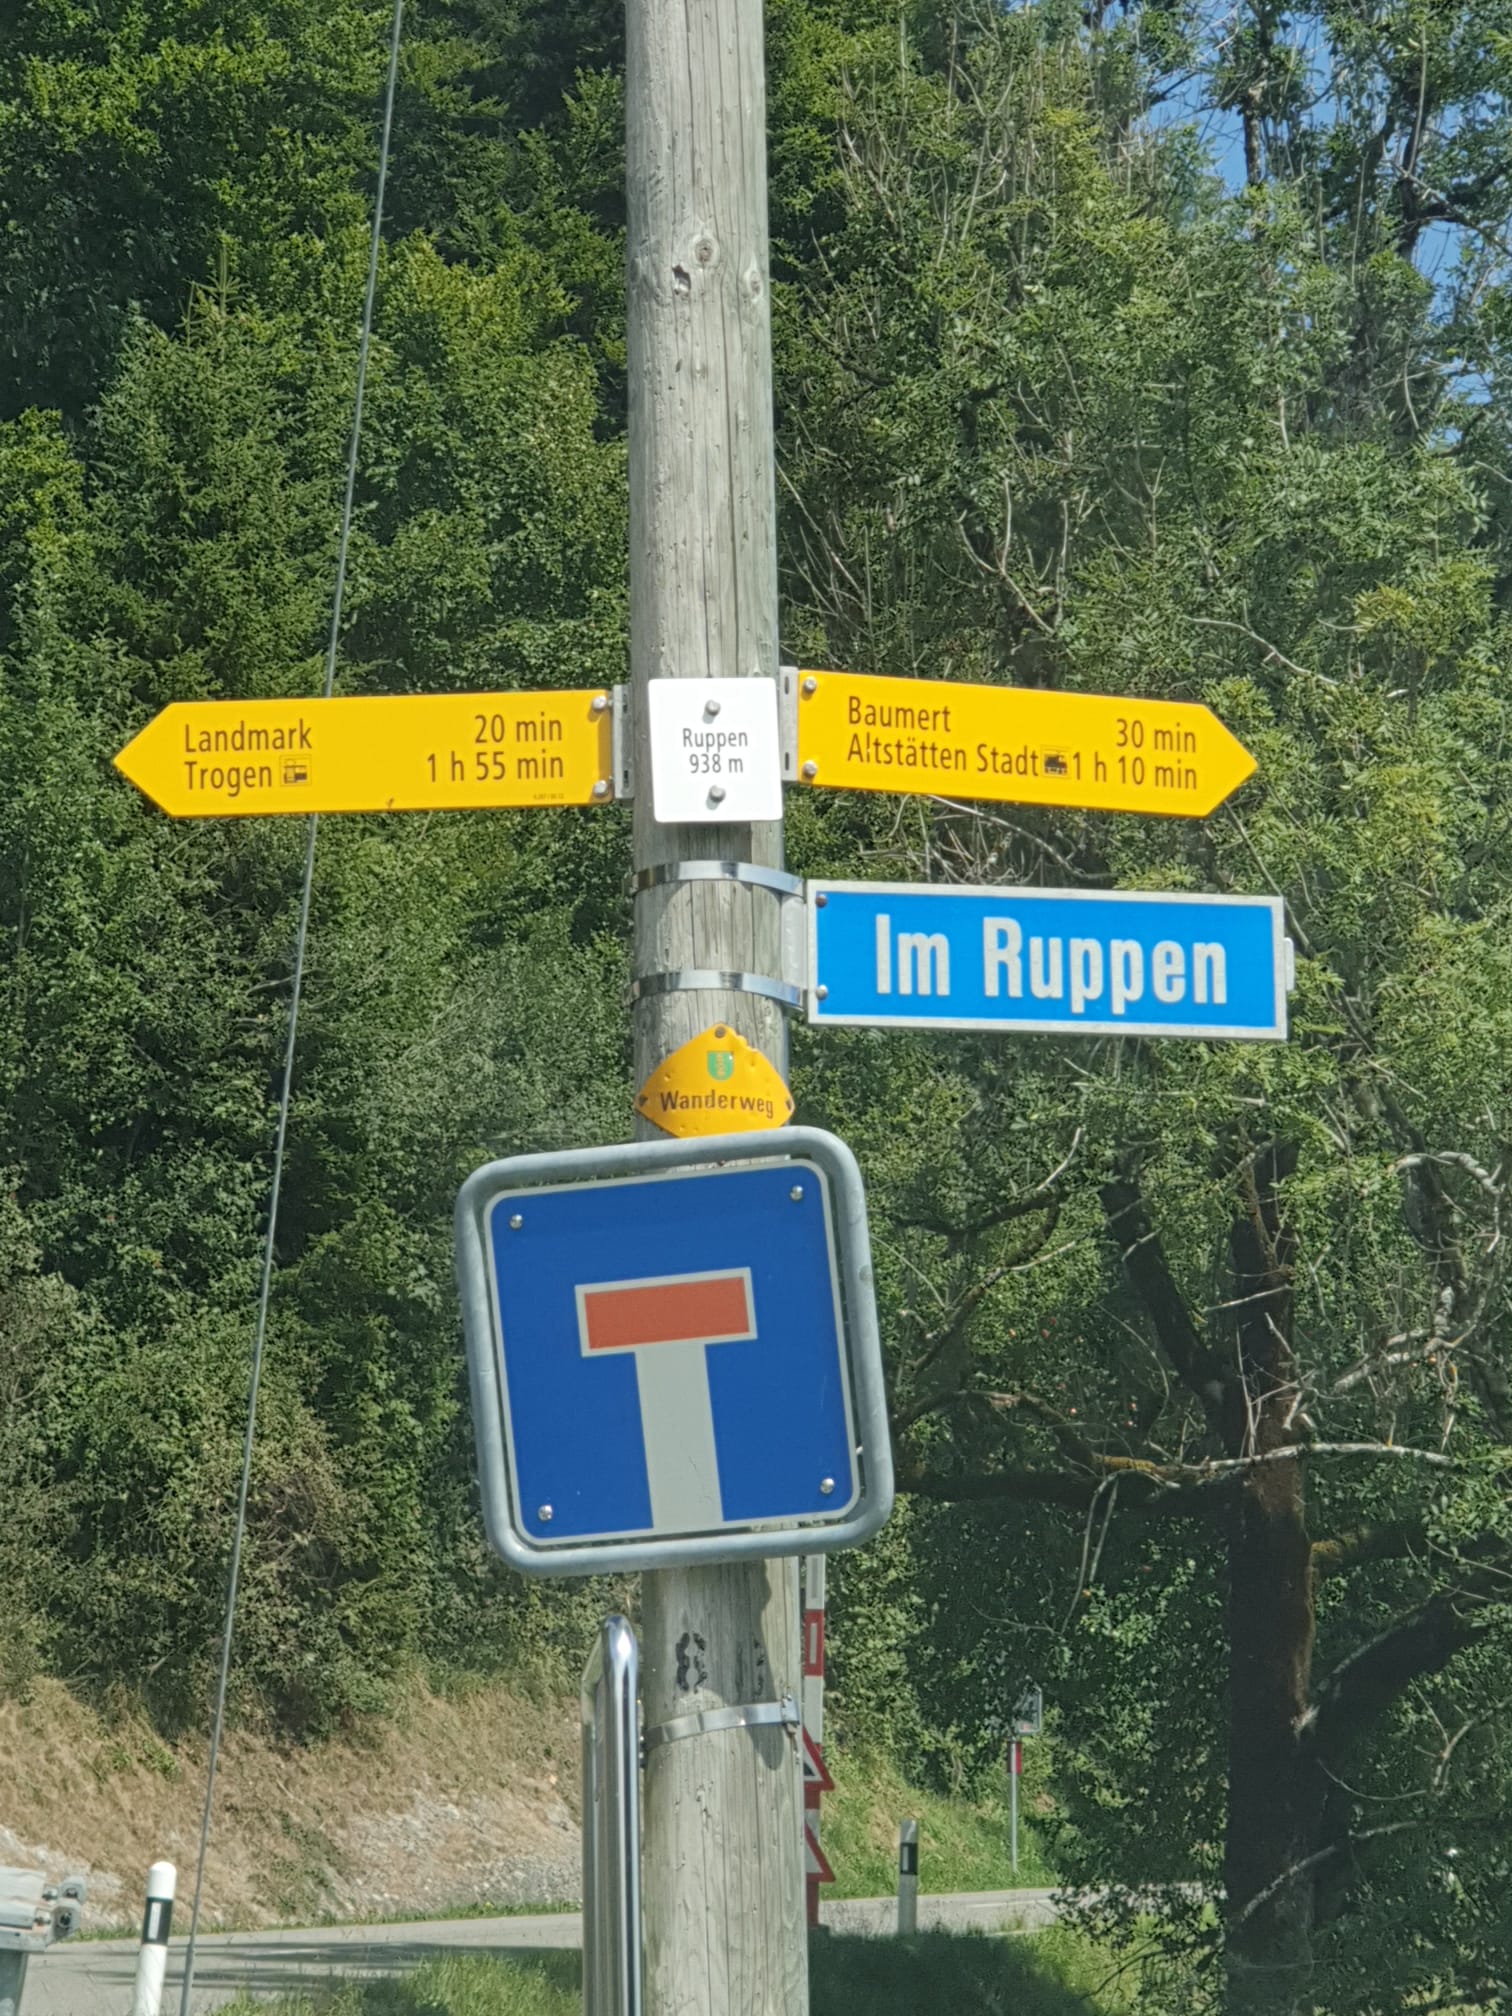 Landmark 20 min
Trogen 1 h 55 min
Ruppen
938 m
Baumert 30 min
Altstätten Stadt 1 h 10 min
Im Ruppen
Wanderweg